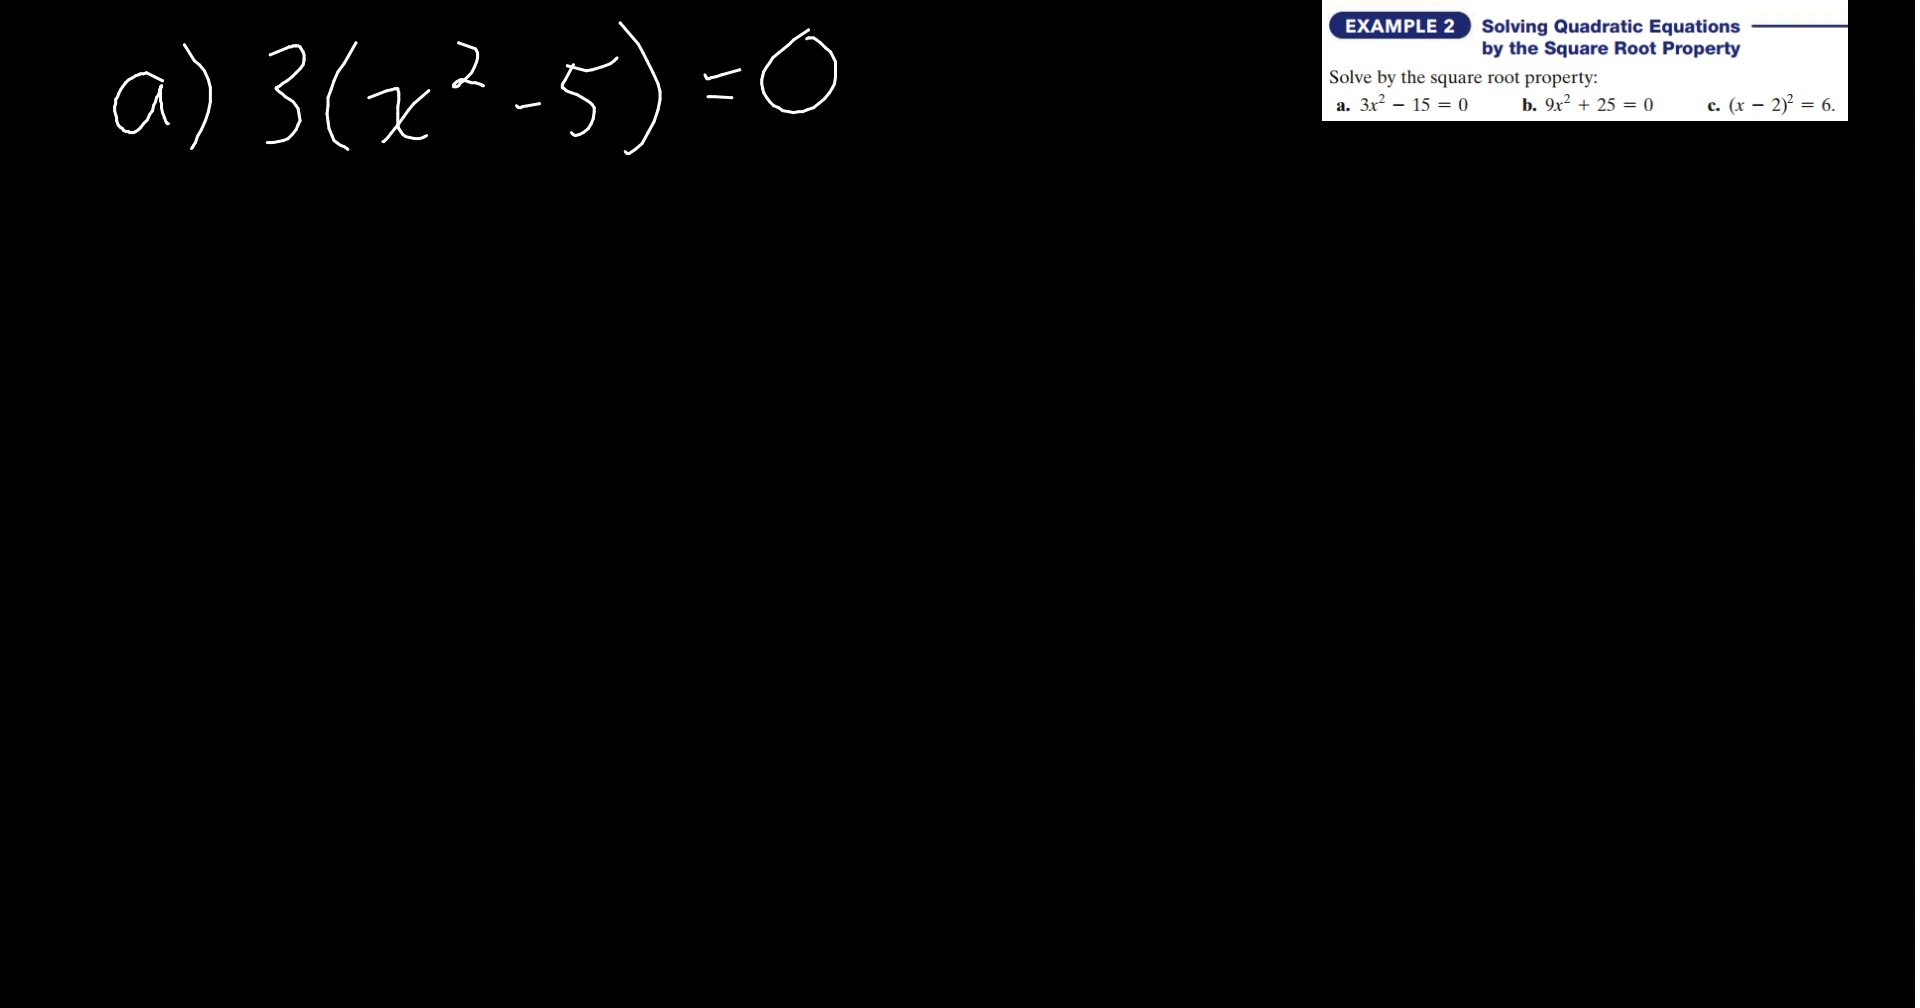 a) 3(x² - 5) = 0
EXAMPLE 2 Solving Quadratic Equations
by the Square Root Property
Solve by the square root property:
a. 3x² − 15 = 0 b. 9x² + 25 = 0 c. (x − 2)² = 6.